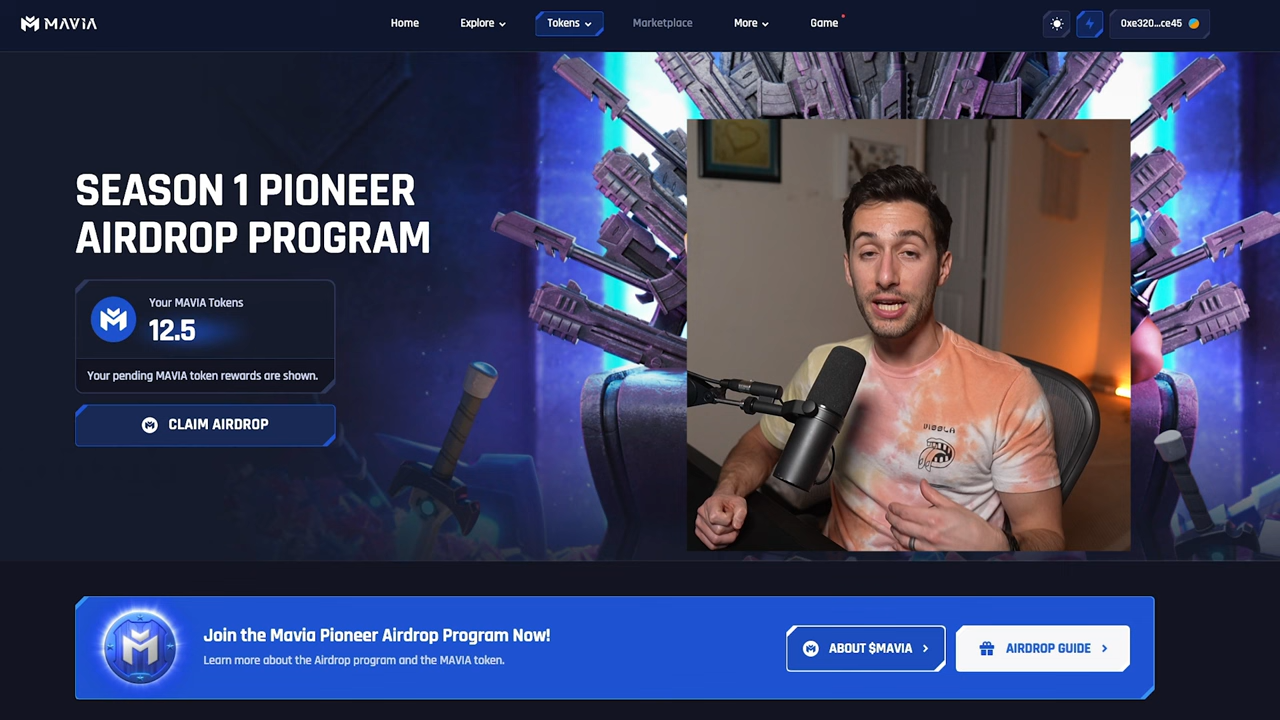 MAVIA
Home
Explore
Tokens
Marketplace
More
Game
0xe320...ce45
SEASON 1 PIONEER
AIRDROP PROGRAM
Your MAVIA Tokens
12.5
Your pending MAVIA token rewards are shown.
CLAIM AIRDROP
Join the Mavia Pioneer Airdrop Program Now!
Learn more about the Airdrop program and the MAVIA token.
ABOUT $MAVIA
AIRDROP GUIDE